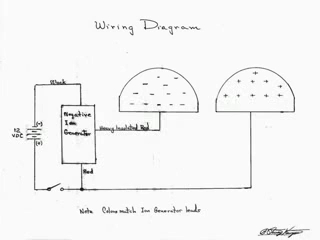 Wiring Diagram
Black
(-)
12
VDC
(+)
Negative
Ion
Generator
Heavy Insulated Red
Red
Note Colors match Ion Generator leads